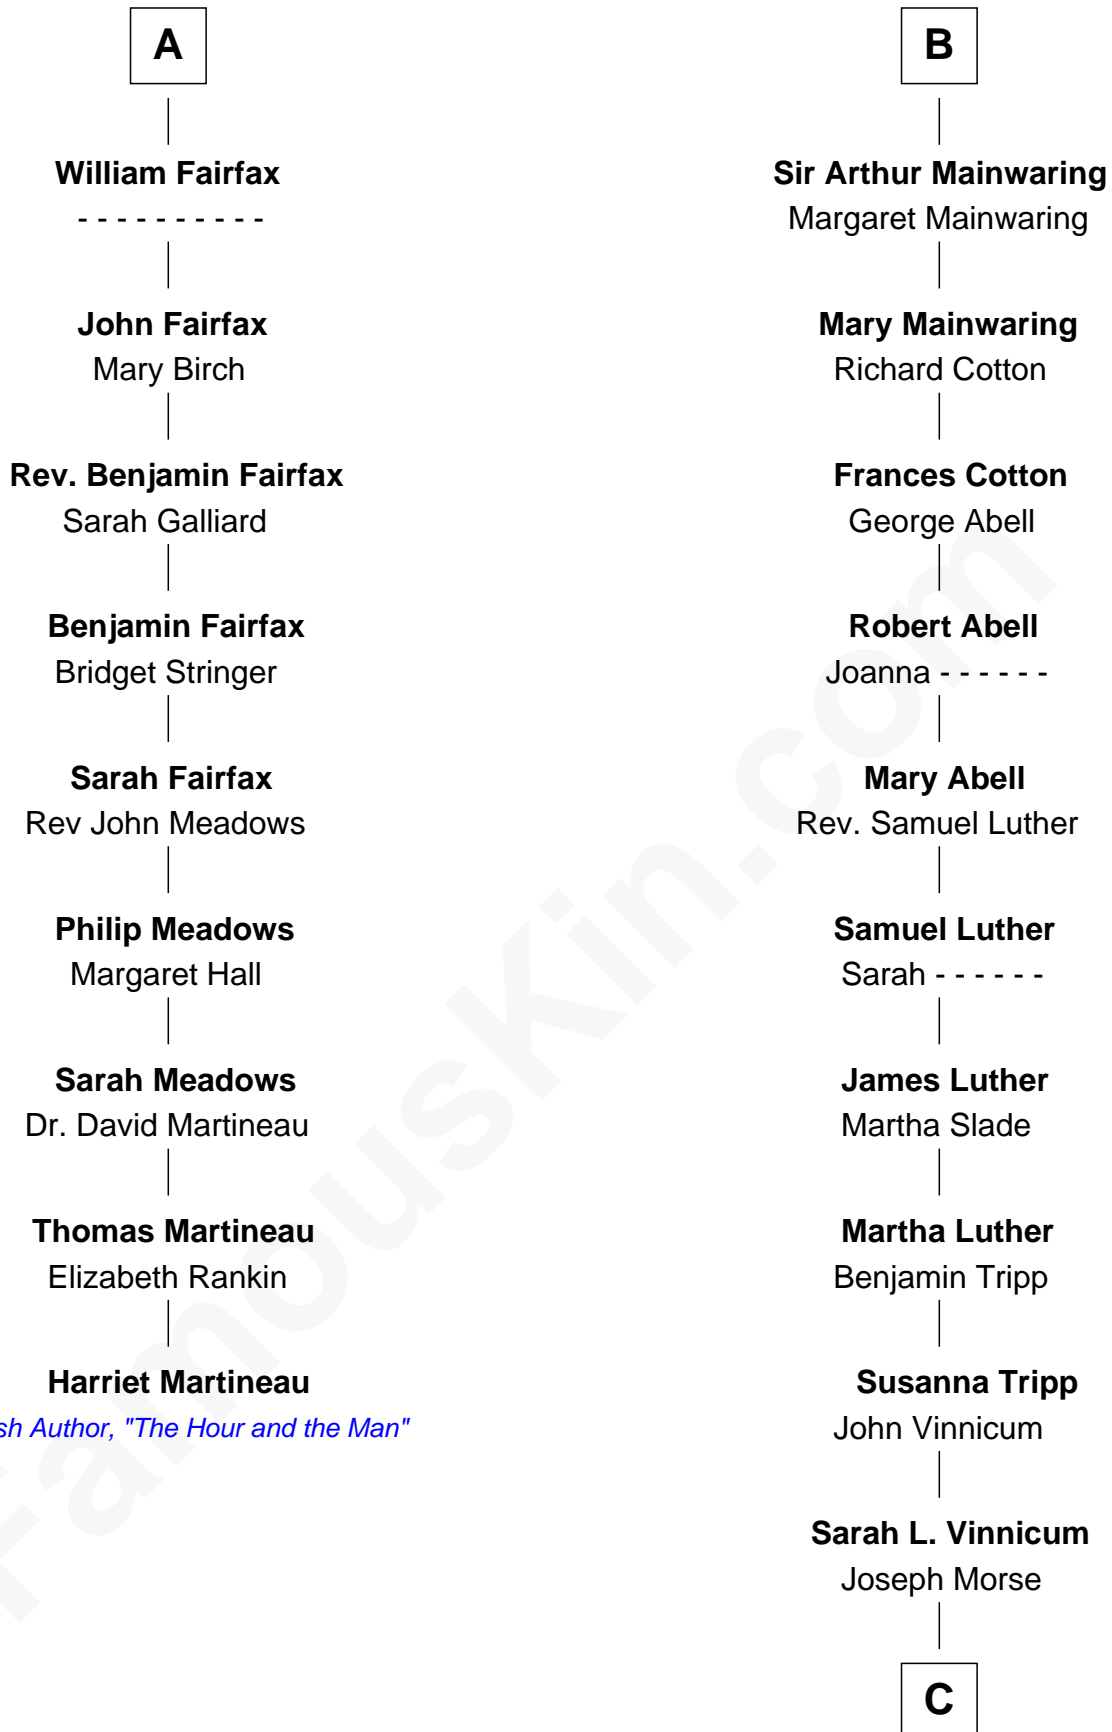 A
William Fairfax
- - - - - - - - - -
John Fairfax
Mary Birch
Rev. Benjamin Fairfax
Sarah Galliard
Benjamin Fairfax
Bridget Stringer
Sarah Fairfax
Rev John Meadows
Philip Meadows
Margaret Hall
Sarah Meadows
Dr. David Martineau
Thomas Martineau
Elizabeth Rankin
Harriet Martineau
sh Author, "The Hour and the Man"
B
Sir Arthur Mainwaring
Margaret Mainwaring
Mary Mainwaring
Richard Cotton
Frances Cotton
George Abell
Robert Abell
Joanna - - - - - -
Mary Abell
Rev. Samuel Luther
Samuel Luther
Sarah - - - - - -
James Luther
Martha Slade
Martha Luther
Benjamin Tripp
Susanna Tripp
John Vinnicum
Sarah L. Vinnicum
Joseph Morse
C
FamousKin.com